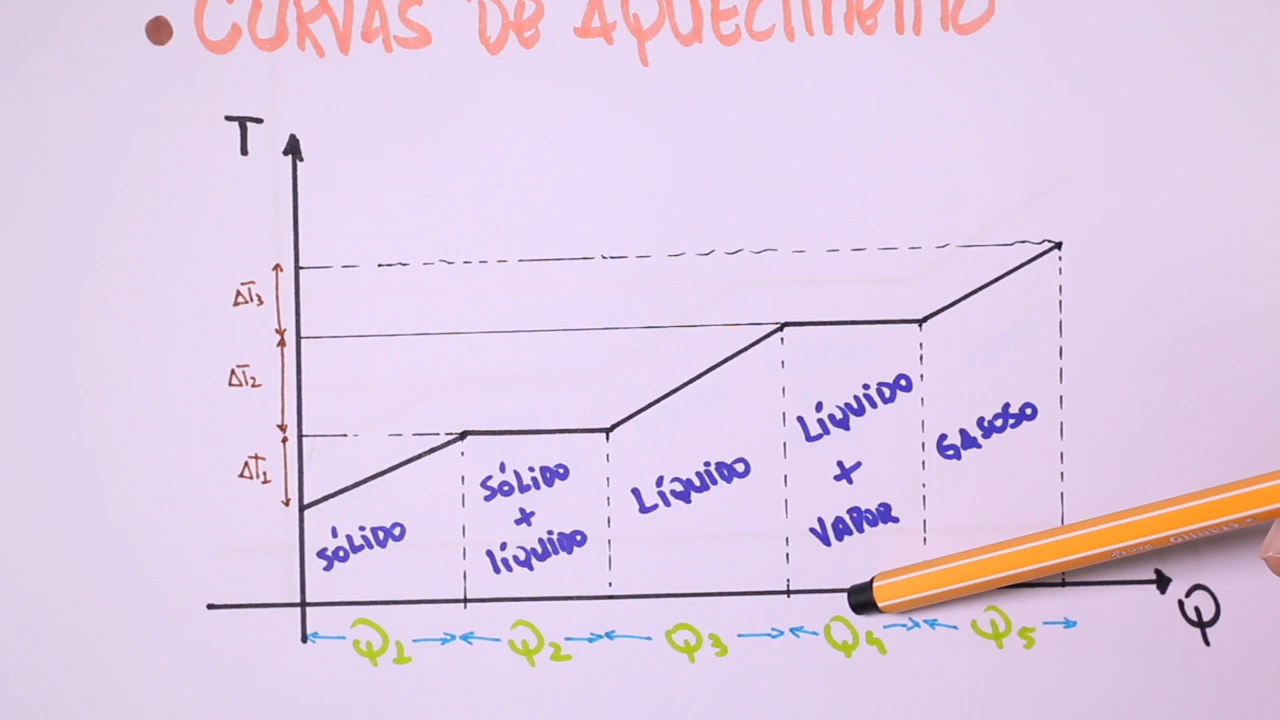 • CURVAS DE AQUECIMENTO
T
ΔT3
ΔT2
ΔT1
SÓLIDO
SÓLIDO
+
LÍQUIDO
LÍQUIDO
LÍQUIDO
+
VAPOR
GASOSO
Q1
Q2
Q3
Q4
Q5
Q